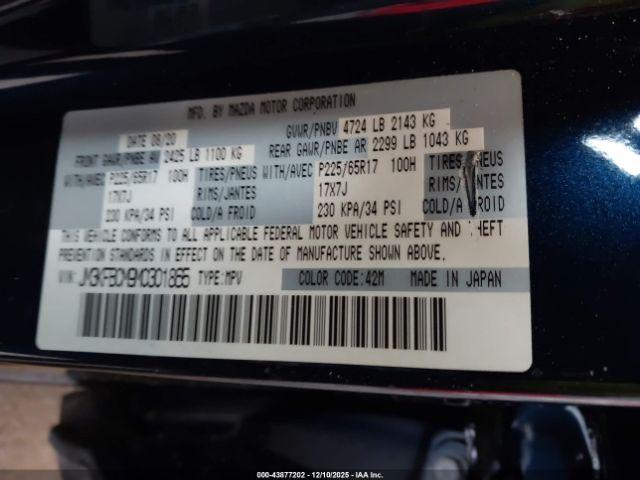 MFD. BY MAZDA MOTOR CORPORATION
DATE 08/20 GVWR/PNBV 4724 LB 2143 KG
FRONT GAWR/PNBE AV 2425 LB 1100 KG REAR GAWR/PNBE AR 2299 LB 1043 KG
WITH/AVEC P225/65R17 100H TIRES/PNEUS WITH/AVEC P225/65R17 100H TIRES/PNEUS
17X7J RIMS/JANTES 17X7J RIMS/JANTES
230 KPA/34 PSI COLD/A FROID 230 KPA/34 PSI COLD/A FROID
THIS VEHICLE CONFORMS TO ALL APPLICABLE FEDERAL MOTOR VEHICLE SAFETY AND THEFT
PREVENTION STANDARDS IN EFFECT ON THE DATE OF MANUFACTURE SHOWN ABOVE.
VIN: JM3KFBCM9M0301865 TYPE: MPV COLOR CODE: 42M MADE IN JAPAN
000-43877202 - 12/10/2025 - IAA Inc.